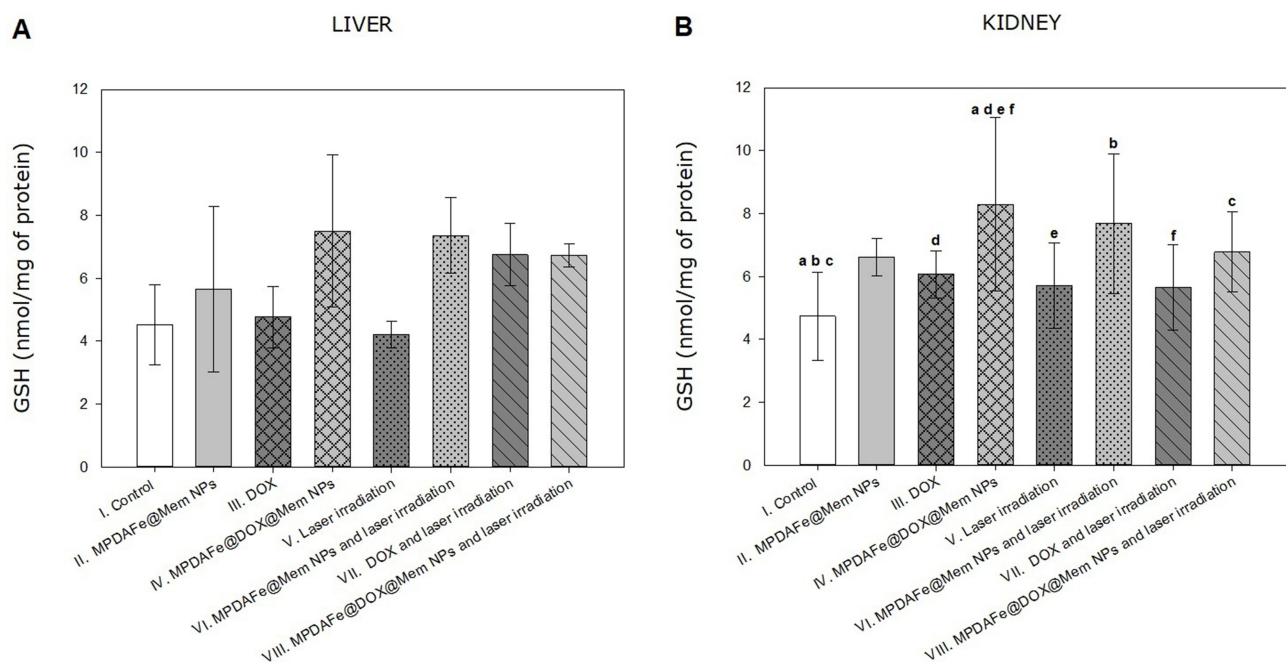 A
LIVER
GSH (nmol/mg of protein)
12
10
8
6
4
2
0
I. Control
II. MPDAFe@Mem NPs
III. DOX
IV. MPDAFe@DOX@Mem NPs
V. Laser irradiation
VI. MPDAFe@Mem NPs and laser irradiation
VII. DOX and laser irradiation
VIII. MPDAFe@DOX@Mem NPs and laser irradiation
B
KIDNEY
GSH (nmol/mg of protein)
12
10
8
6
4
2
0
a b c
d
a d e f
e
b
f
c
I. Control
II. MPDAFe@Mem NPs
III. DOX
IV. MPDAFe@DOX@Mem NPs
V. Laser irradiation
VI. MPDAFe@Mem NPs and laser irradiation
VII. DOX and laser irradiation
VIII. MPDAFe@DOX@Mem NPs and laser irradiation